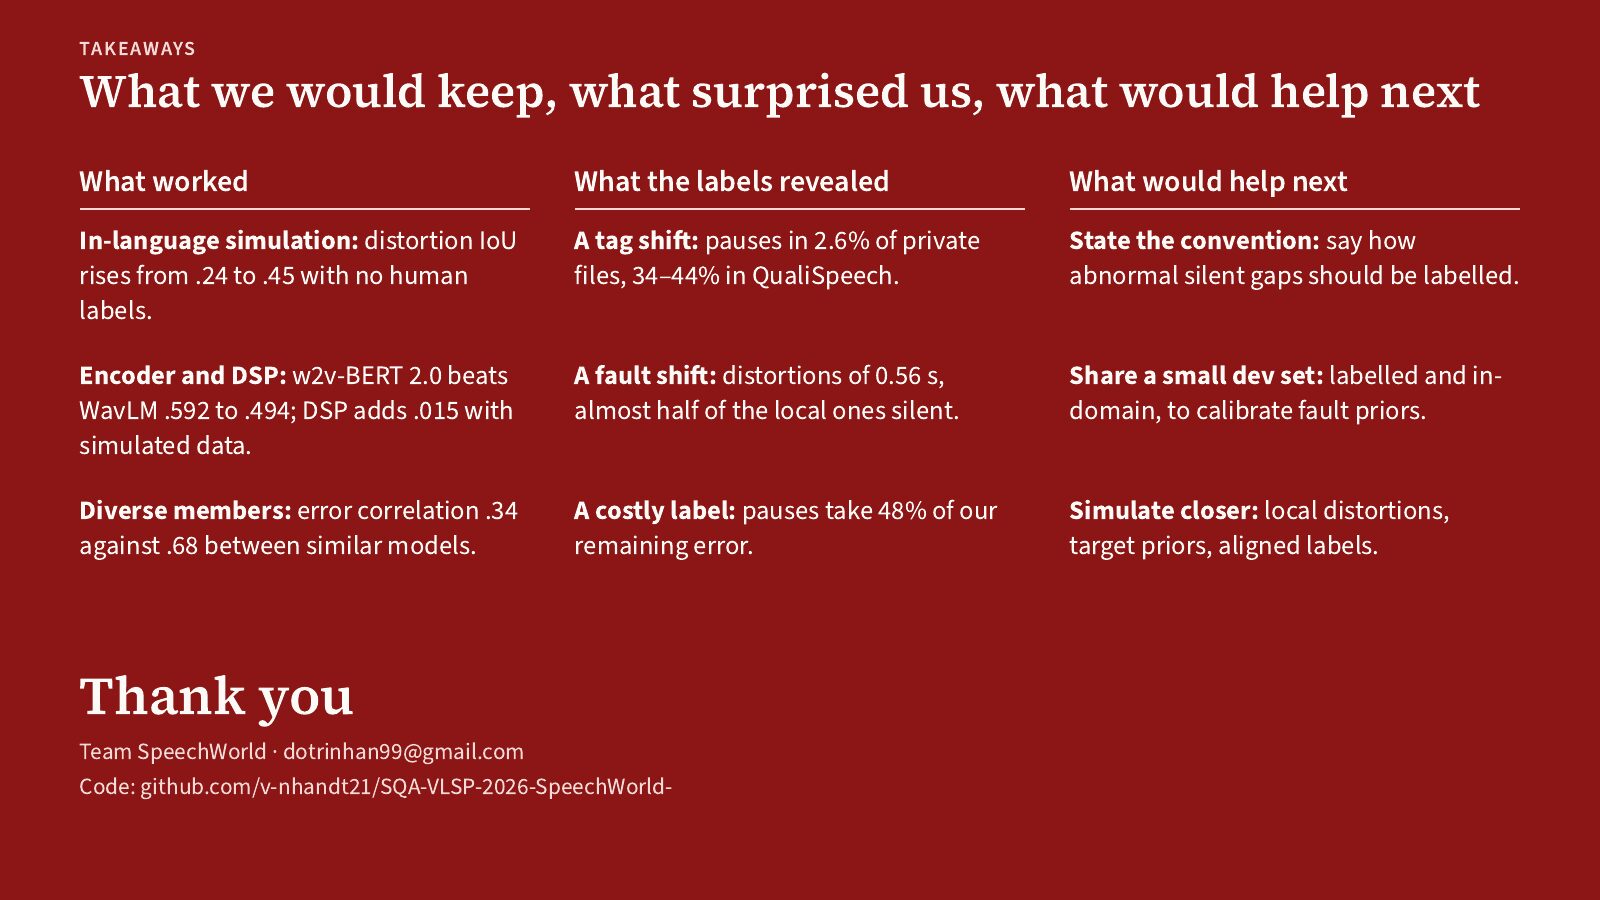 TAKEAWAYS
What we would keep, what surprised us, what would help next
What worked
In-language simulation: distortion IoU
rises from .24 to .45 with no human
labels.
Encoder and DSP: w2v-BERT 2.0 beats
WavLM .592 to .494; DSP adds .015 with
simulated data.
Diverse members: error correlation .34
against .68 between similar models.
What the labels revealed
A tag shift: pauses in 2.6% of private
files, 34–44% in QualiSpeech.
A fault shift: distortions of 0.56 s,
almost half of the local ones silent.
A costly label: pauses take 48% of our
remaining error.
What would help next
State the convention: say how
abnormal silent gaps should be labelled.
Share a small dev set: labelled and in-
domain, to calibrate fault priors.
Simulate closer: local distortions,
target priors, aligned labels.
Thank you
Team SpeechWorld · dotrinhan99@gmail.com
Code: github.com/v-nhandt21/SQA-VLSP-2026-SpeechWorld-